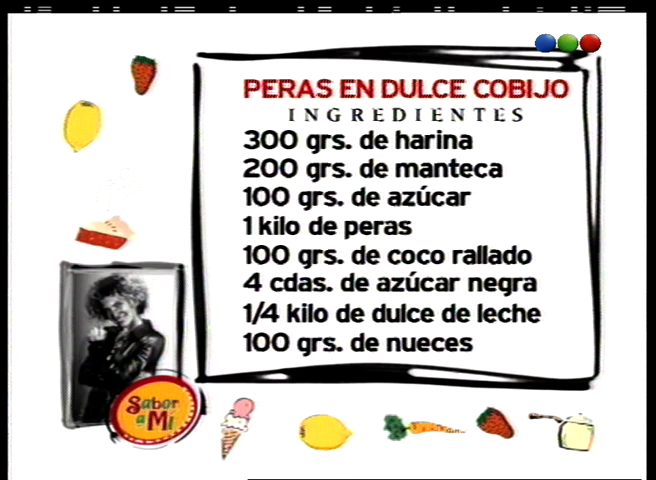 PERAS EN DULCE COBIJO
INGREDIENTES
300 grs. de harina
200 grs. de manteca
100 grs. de azúcar
1 kilo de peras
100 grs. de coco rallado
4 cdas. de azúcar negra
1/4 kilo de dulce de leche
100 grs. de nueces
Sabor
a Mí